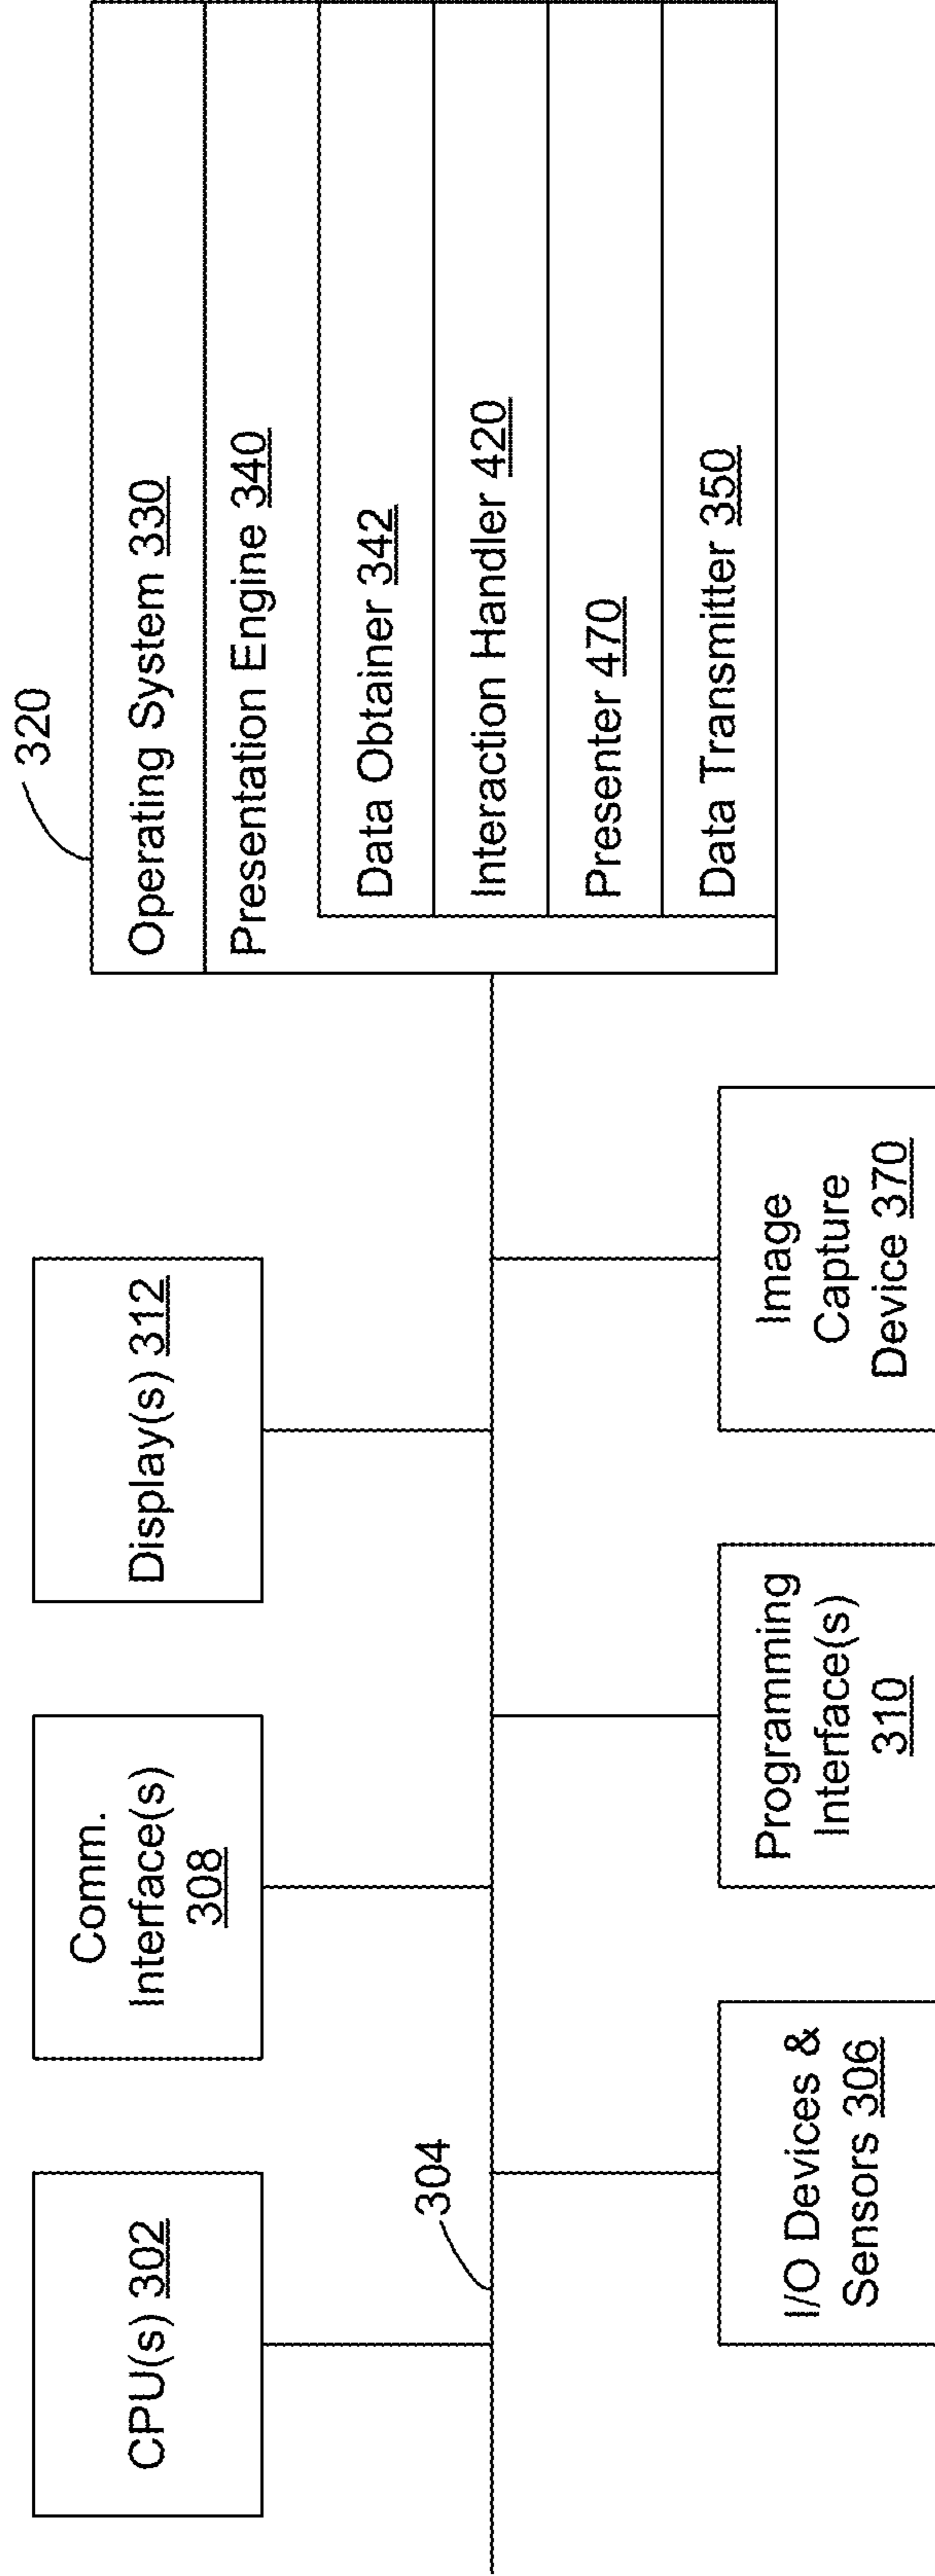 CPU(s) 302
Comm.
Interface(s)
308
Display(s) 312
304
I/O Devices &
Sensors 306
Programming
Interface(s)
310
Image
Capture
Device 370
320
Operating System 330
Presentation Engine 340
Data Obtainer 342
Interaction Handler 420
Presenter 470
Data Transmitter 350